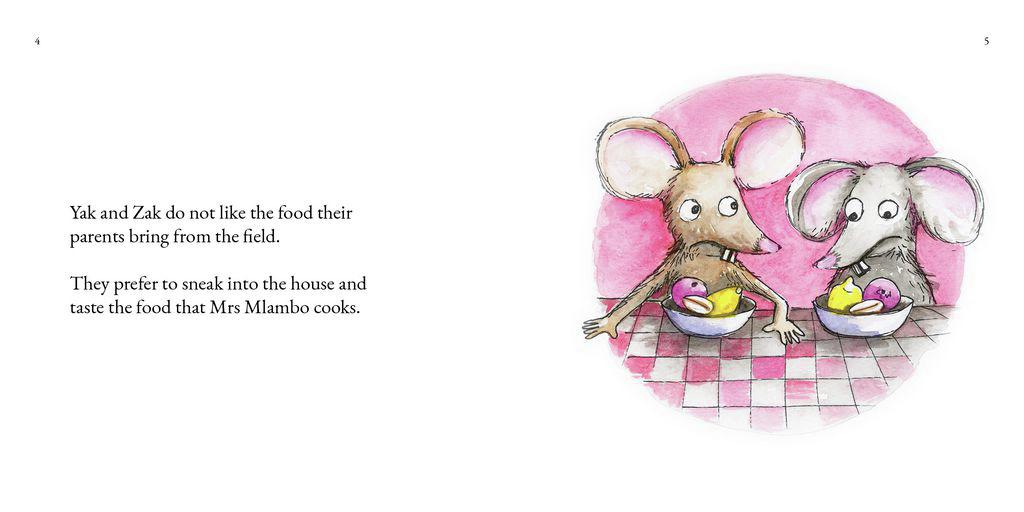 4
5
Yak and Zak do not like the food their
parents bring from the field.
They prefer to sneak into the house and
taste the food that Mrs Mlambo cooks.